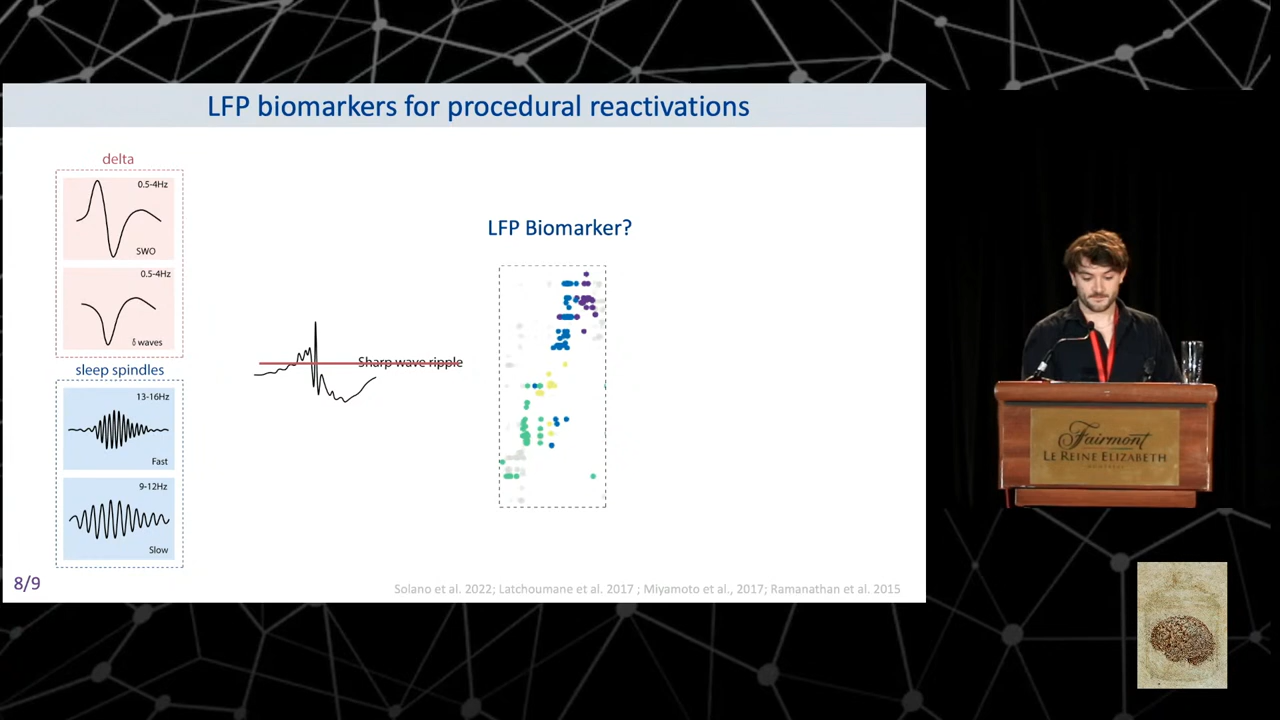 LFP biomarkers for procedural reactivations
delta
0.5-4Hz
SWO
0.5-4Hz
δ waves
sleep spindles
13-16Hz
Fast
9-12Hz
Slow
Sharp wave ripple
LFP Biomarker?
8/9
Solano et al. 2022; Latchoumane et al. 2017 ; Miyamoto et al., 2017; Ramanathan et al. 2015
Fairmont
LE REINE ELIZABETH